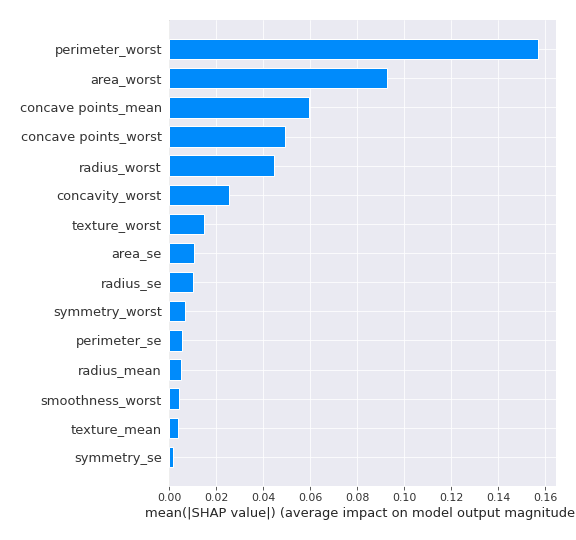 perimeter_worst
area_worst
concave points_mean
concave points_worst
radius_worst
concavity_worst
texture_worst
area_se
radius_se
symmetry_worst
perimeter_se
radius_mean
smoothness_worst
texture_mean
symmetry_se
0.00 0.02 0.04 0.06 0.08 0.10 0.12 0.14 0.16
mean(|SHAP value|) (average impact on model output magnitude